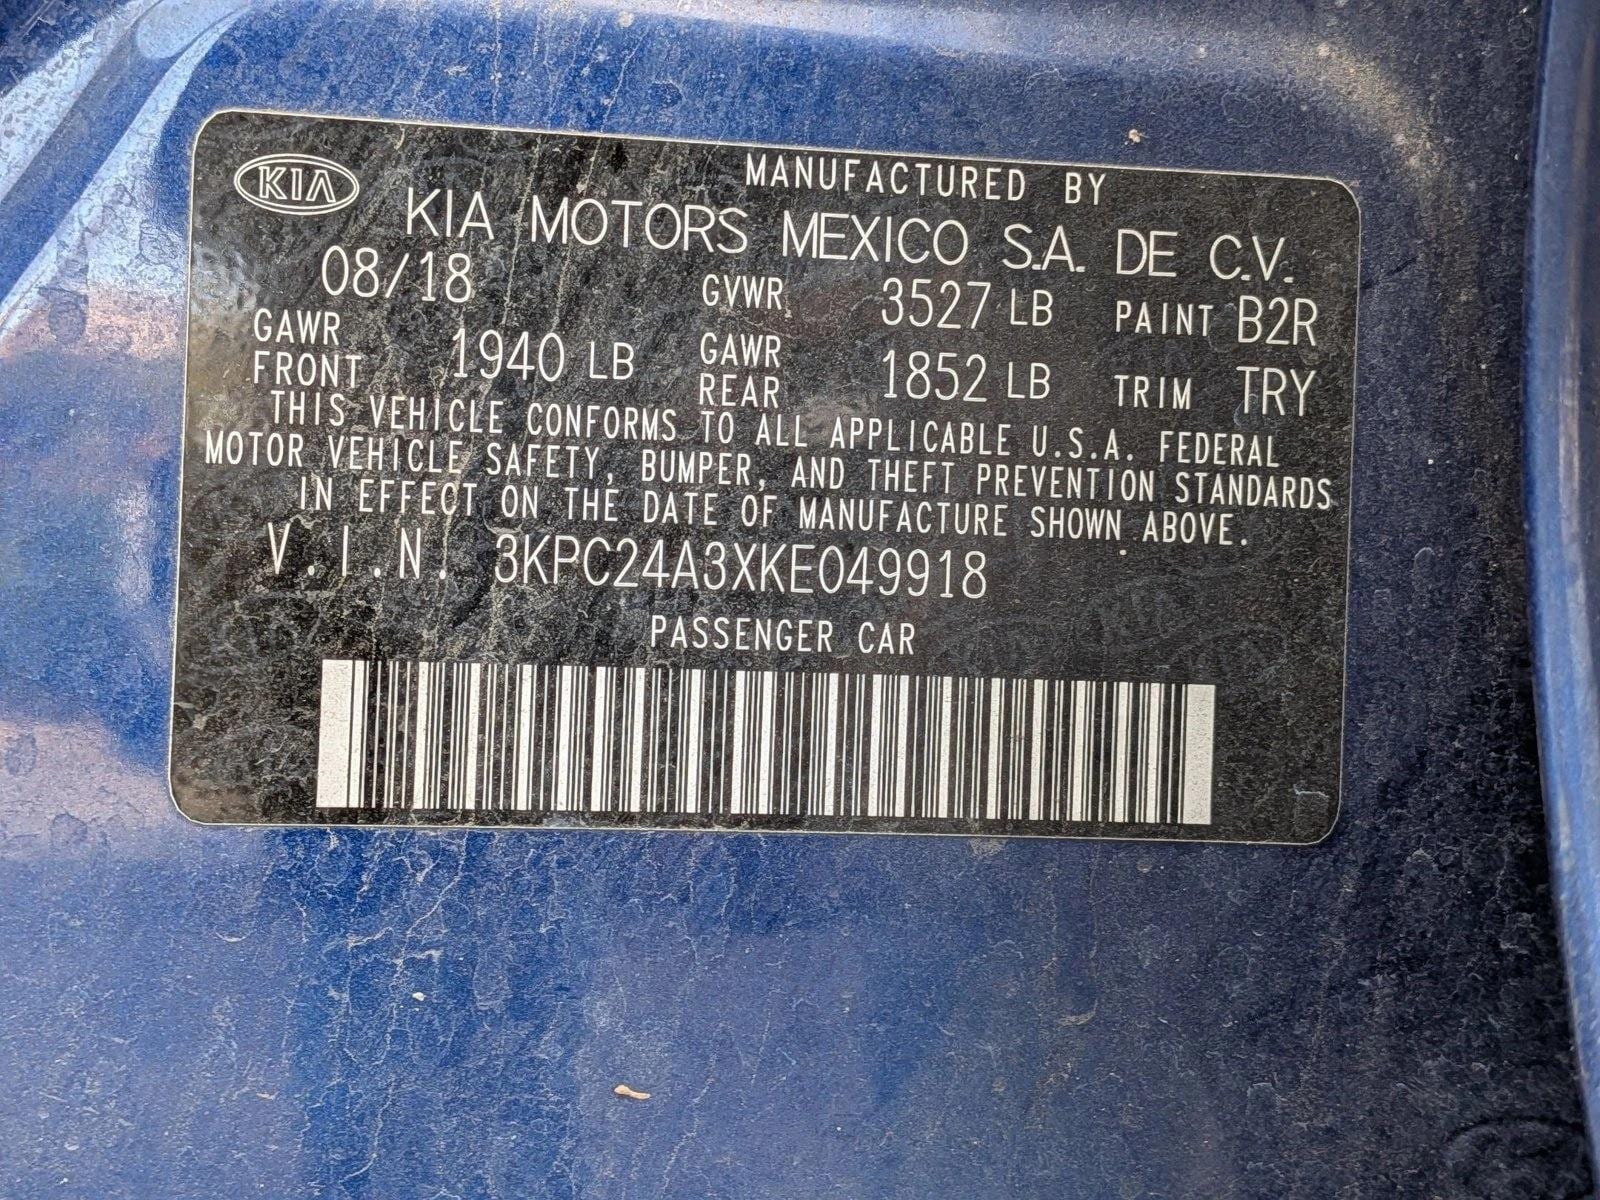 KIA
MANUFACTURED BY
KIA MOTORS MEXICO S.A. DE C.V.
08/18 GVWR 3527 LB PAINT B2R
GAWR FRONT 1940 LB GAWR REAR 1852 LB TRIM TRY
THIS VEHICLE CONFORMS TO ALL APPLICABLE U.S.A. FEDERAL
MOTOR VEHICLE SAFETY, BUMPER, AND THEFT PREVENTION STANDARDS
IN EFFECT ON THE DATE OF MANUFACTURE SHOWN ABOVE.
V.I.N. 3KPC24A3XKE049918
PASSENGER CAR